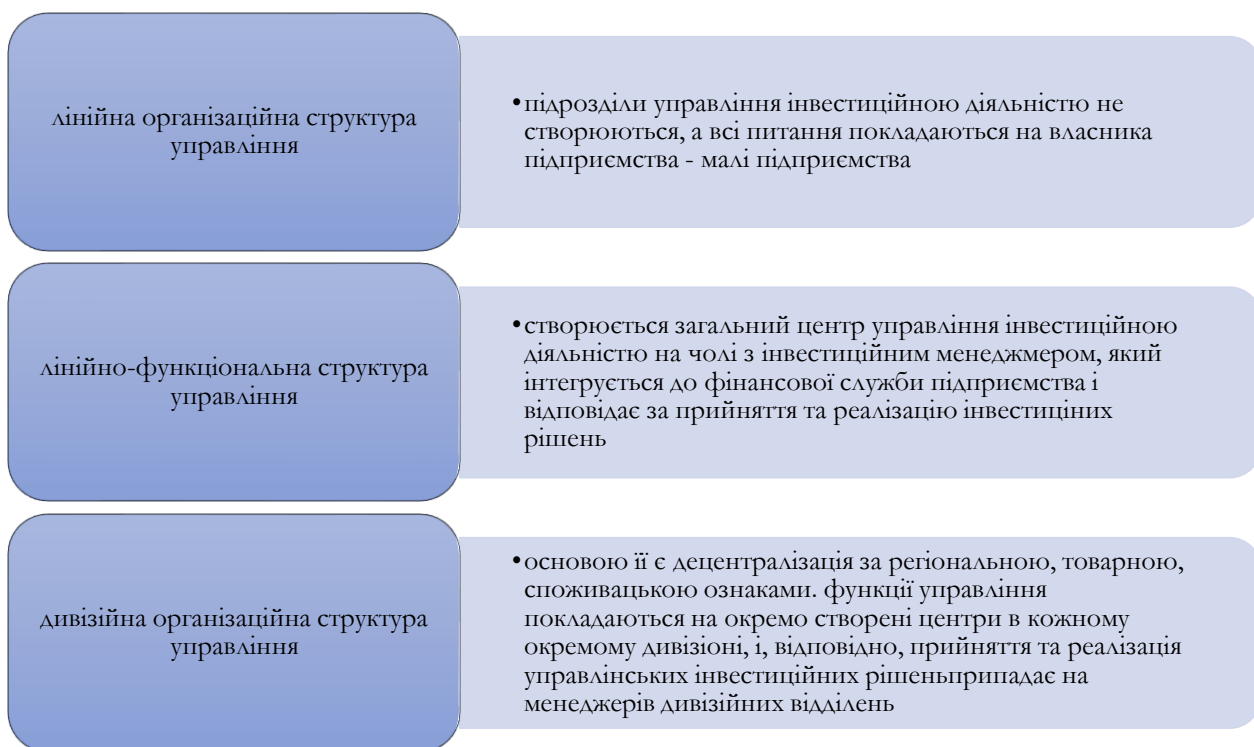 лінійна організаційна структура
управління
•підрозділи управління інвестиційною діяльністю не
створюються, а всі питання покладаються на власника
підприємства - малі підприємства
лінійно-функціональна структура
управління
•створюється загальний центр управління інвестиційною
діяльністю на чолі з інвестиційним менеджмером, який
інтегрується до фінансової служби підприємства і
відповідає за прийняття та реалізацію інвестиціних
рішень
дивізійна організаційна структура
управління
•основою її є децентралізація за регіональною, товарною,
споживацькою ознаками. функції управління
покладаються на окремо створені центри в кожному
окремому дивізіоні, і, відповідно, прийняття та реалізація
управлінських інвестиційних рішеньприпадає на
менеджерів дивізійних відділень